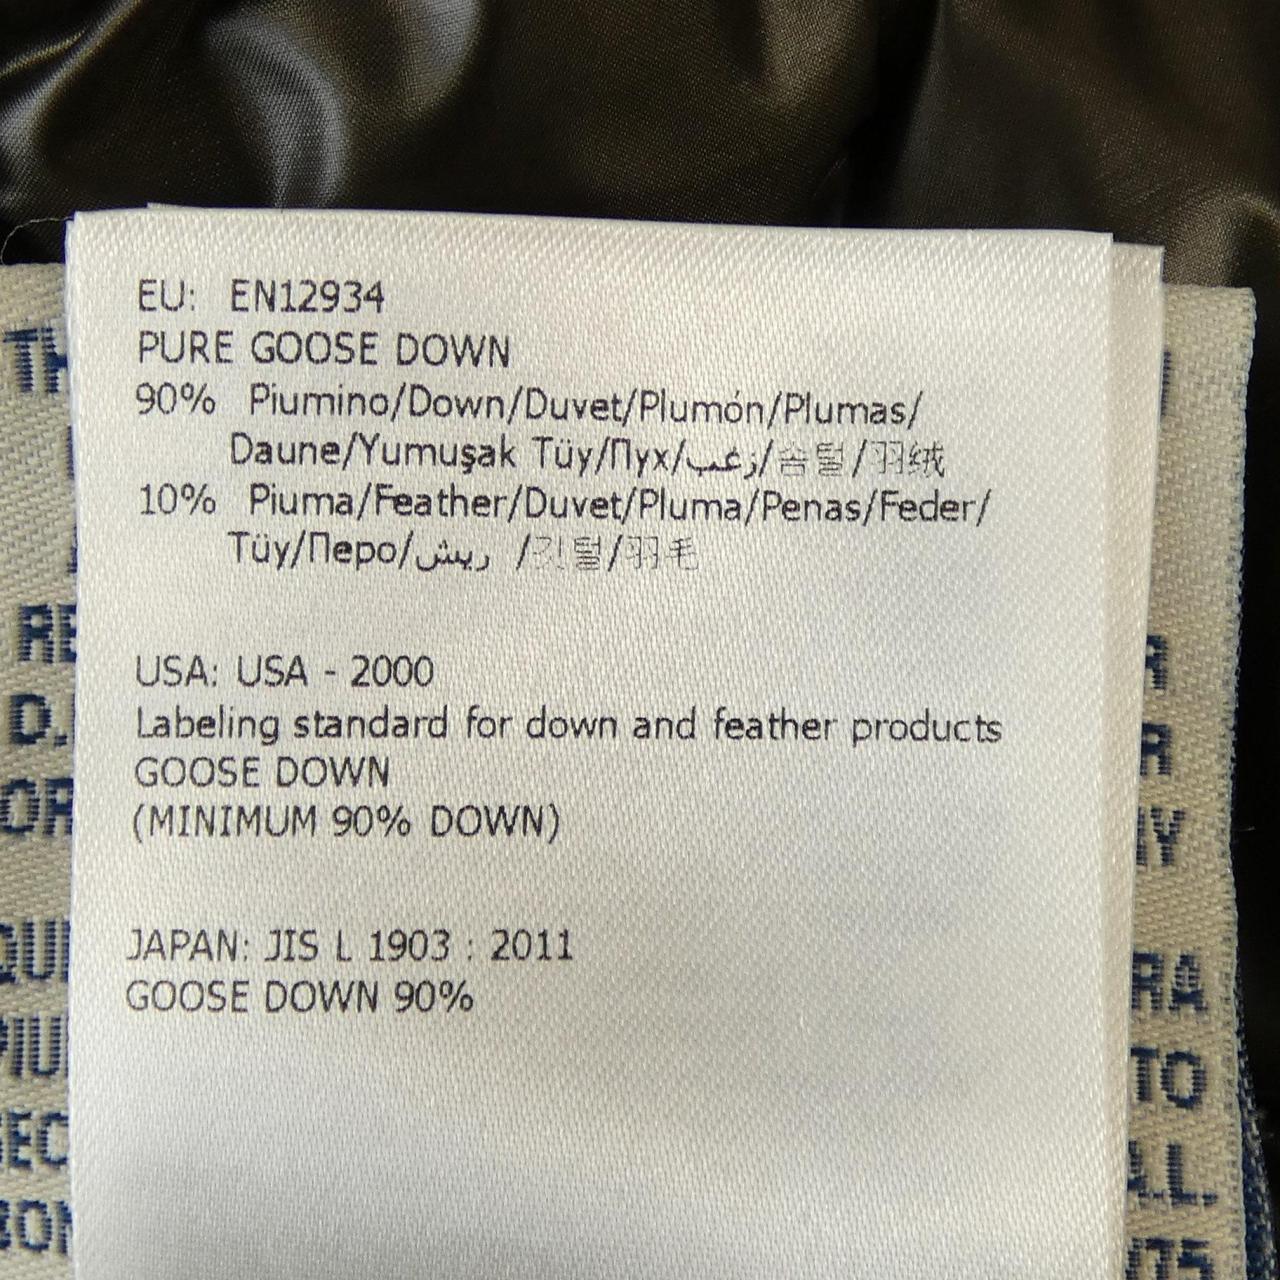 EU: EN12934
PURE GOOSE DOWN
90% Piumino/Down/Duvet/Plumón/Plumas/
Daune/Yumuşak Tüy/Пух/زغب/솜털/羽绒
10% Piuma/Feather/Duvet/Pluma/Penas/Feder/
Tüy/Перо/ريش /깃털/羽毛
USA: USA - 2000
Labeling standard for down and feather products
GOOSE DOWN
(MINIMUM 90% DOWN)
JAPAN: JIS L 1903 : 2011
GOOSE DOWN 90%